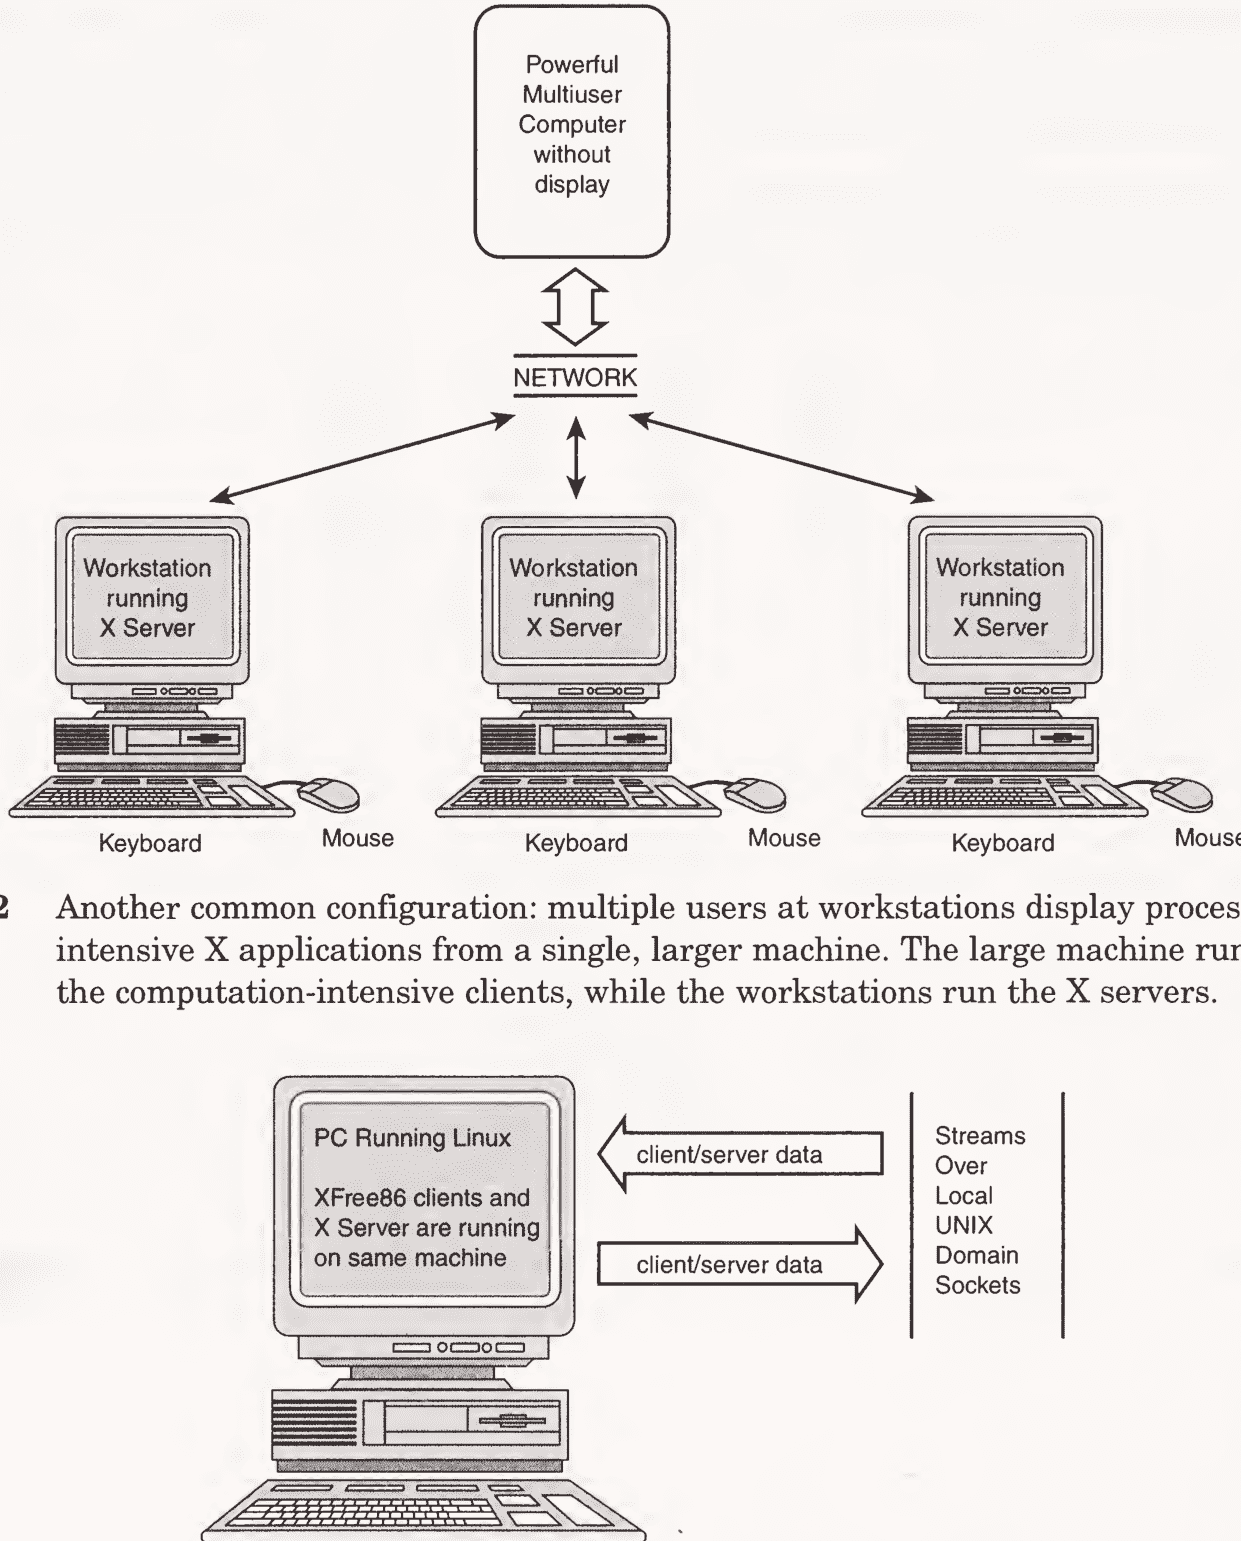 Powerful
Multiuser
Computer
without
display
NETWORK
Workstation
running
X Server
Workstation
running
X Server
Workstation
running
X Server
Keyboard
Mouse
Keyboard
Mouse
Keyboard
Mouse
2 Another common configuration: multiple users at workstations display proces
intensive X applications from a single, larger machine. The large machine run
the computation-intensive clients, while the workstations run the X servers.
PC Running Linux
XFree86 clients and
X Server are running
on same machine
client/server data
client/server data
Streams
Over
Local
UNIX
Domain
Sockets